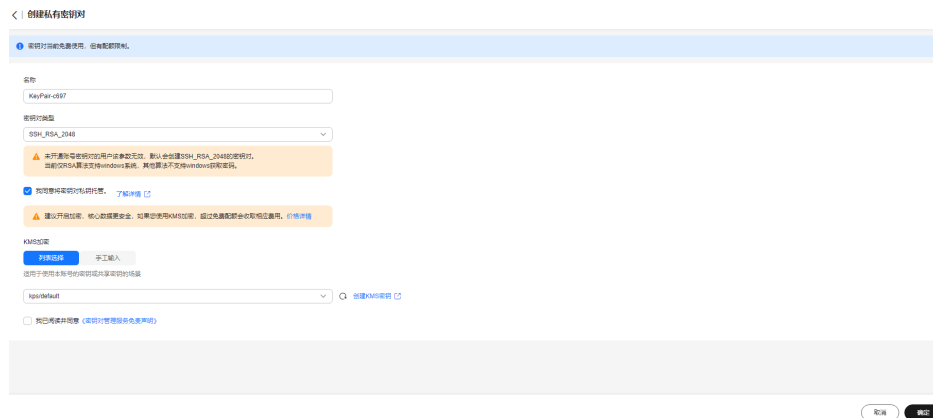 创建私有密钥对
密钥对当前免费使用，但有配额限制。
名称
KeyPair-c697
密钥对类型
SSH_RSA_2048
未开通账号密钥对的用户该参数无效，默认会创建SSH_RSA_2048的密钥对。
当前仅RSA算法支持windows系统，其他算法不支持windows获取密码。
我同意将密钥对私钥托管。 了解详情
建议开启加密，核心数据更安全，如果您使用KMS加密，超过免费配额会收取相应费用。价格详情
KMS加密
列表选择 手工输入
适用于使用本账号的密钥或共享密钥的场景
kps/default 创建KMS密钥
我已阅读并同意《密钥对管理服务免责声明》
取消 确定